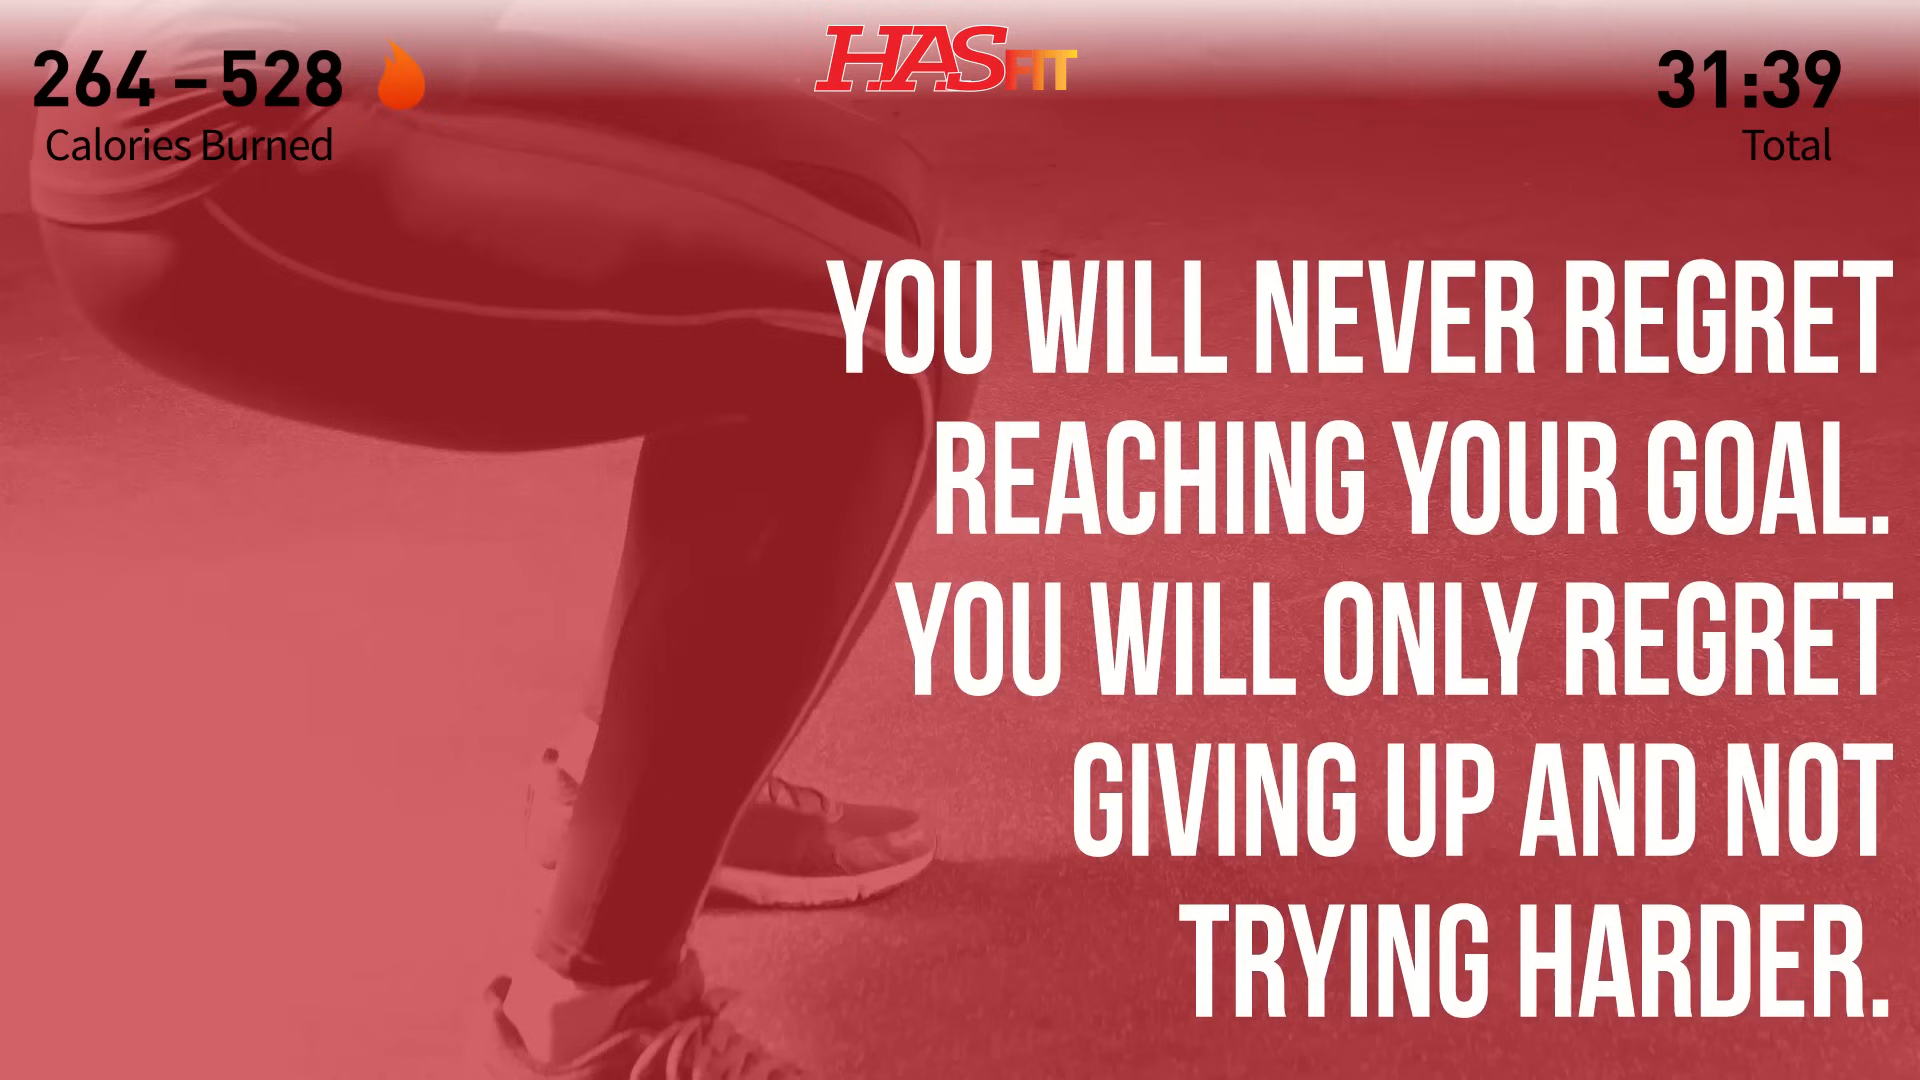 264 – 528
Calories Burned
HASFIT
31:39
Total
YOU WILL NEVER REGRET
REACHING YOUR GOAL.
YOU WILL ONLY REGRET
GIVING UP AND NOT
TRYING HARDER.